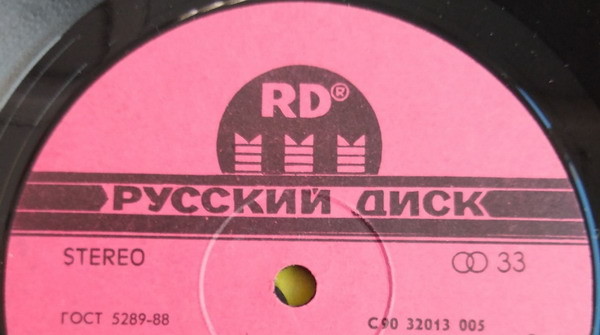 RD®
РУССКИЙ ДИСК
STEREO
33
ГОСТ 5289-88
С90 32013 005